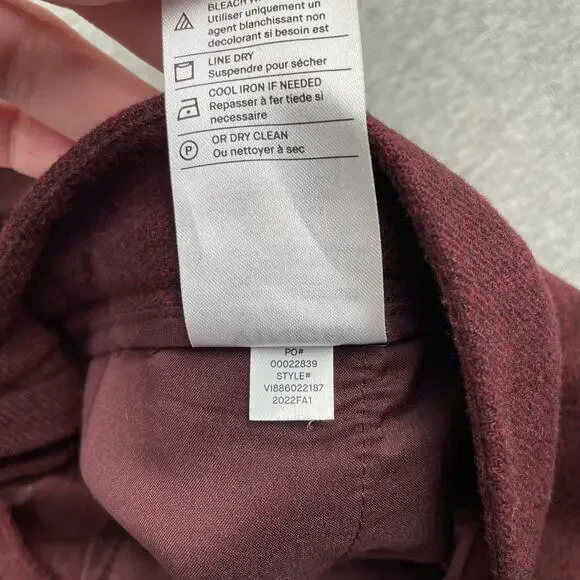 BLEACH
Utiliser uniquement un
agent blanchissant non
decolorant si besoin est
LINE DRY
Suspendre pour sécher
COOL IRON IF NEEDED
Repasser à fer tiede si
necessaire
OR DRY CLEAN
P
Ou nettoyer à sec
PO#
00022839
STYLE#
VI886022187
2022FA1